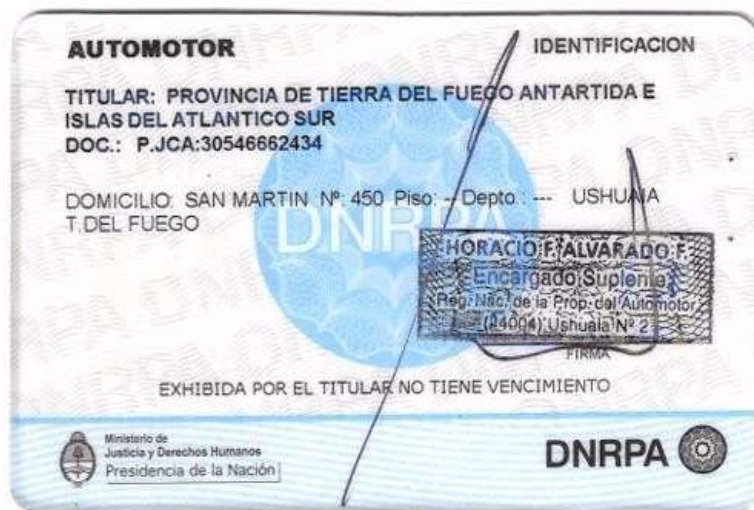 AUTOMOTOR
IDENTIFICACION
TITULAR: PROVINCIA DE TIERRA DEL FUEGO ANTARTIDA E
ISLAS DEL ATLANTICO SUR
DOC.: P.JCA:30546662434
DOMICILIO: SAN MARTIN Nº: 450 Piso: -- Depto.: --- USHUAIA
T.DEL FUEGO
DNRPA
HORACIO F. ALVARADO F.
Encargado Suplente
Reg. Nac. de la Prop. del Automotor
(24004) Ushuaia Nº 2
FIRMA
EXHIBIDA POR EL TITULAR NO TIENE VENCIMIENTO
Ministerio de
Justicia y Derechos Humanos
Presidencia de la Nación
DNRPA